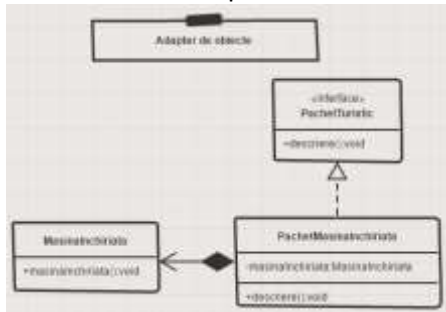 Adapter de obiecte
«interface»
PachetTuristic
+descriere():void
MasinaInchiriata
+masinaInchiriata():void
PachetMasinaInchiriata
-masinaInchiriata:MasinaInchiriata
+descriere():void